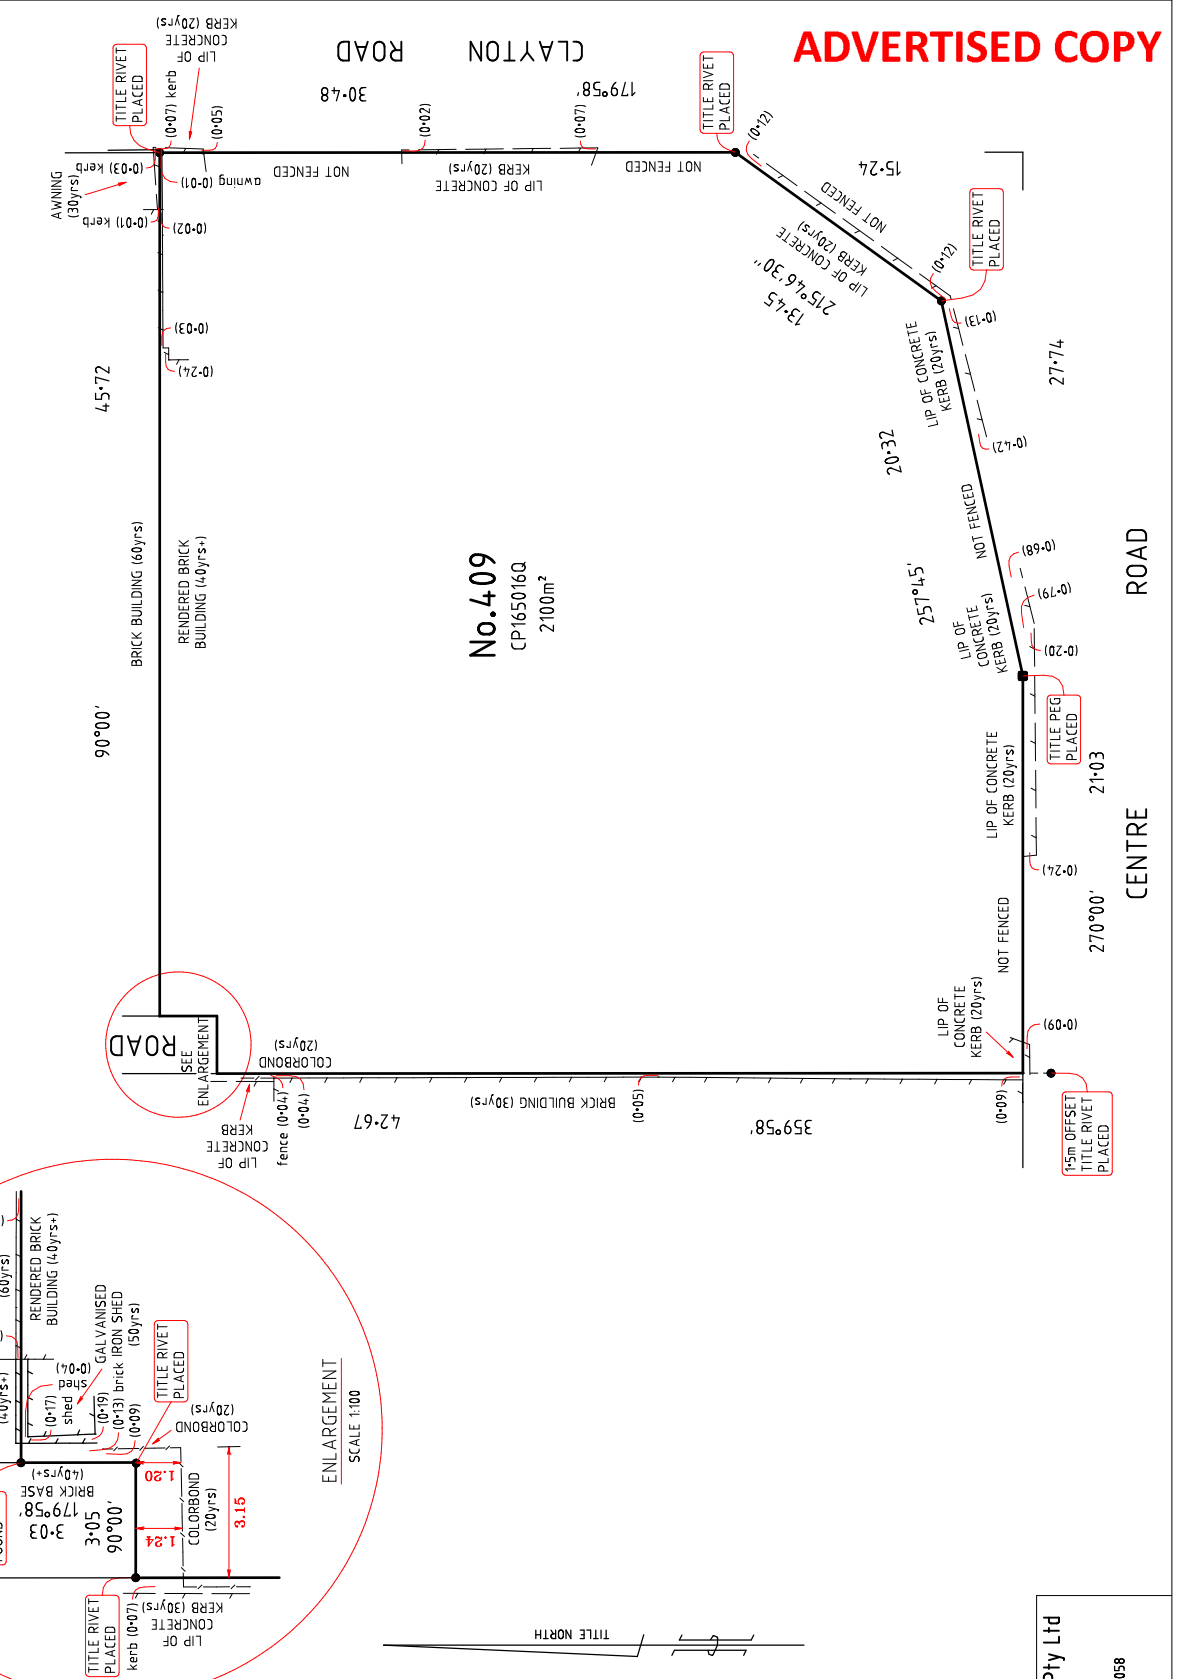 ADVERTISED COPY
CLAYTON ROAD
179°58'
30·48
LIP OF
CONCRETE
KERB (20yrs)
TITLE RIVET
PLACED
(0·07) kerb
(0·05)
(0·03) kerb
AWNING
(30yrs)
(0·01) awning
(0·01) kerb
(0·02)
NOT FENCED
(0·02)
LIP OF CONCRETE
KERB (20yrs)
(0·07)
NOT FENCED
TITLE RIVET
PLACED
(0·12)
15·24
NOT FENCED
LIP OF CONCRETE
KERB (20yrs)
215°46'30"
13·45
(0·12)
TITLE RIVET
PLACED
(0·13)
LIP OF CONCRETE
KERB (20yrs)
27·74
(0·42)
20·32
NOT FENCED
257°45'
(0·68)
(0·79)
(0·20)
LIP OF
CONCRETE
KERB (20yrs)
TITLE PEG
PLACED
21·03
LIP OF CONCRETE
KERB (20yrs)
(0·24)
CENTRE ROAD
270°00'
NOT FENCED
LIP OF
CONCRETE
KERB (20yrs)
(0·09)
1·5m OFFSET
TITLE RIVET
PLACED
(0·09)
359°58'
42·67
BRICK BUILDING (30yrs)
(0·05)
(0·04)
fence (0·04)
LIP OF
CONCRETE
KERB
COLORBOND
(20yrs)
SEE
ENLARGEMENT
ROAD
90°00'
45·72
BRICK BUILDING (60yrs)
RENDERED BRICK
BUILDING (40yrs+)
(0·03)
(0·24)
No.409
CP165016Q
2100m²
(60yrs)
RENDERED BRICK
BUILDING (40yrs+)
(40yrs+)
GALVANISED
IRON SHED
(50yrs)
(0·04)
shed
(0·17)
shed
(0·19)
(0·13) brick
(0·09)
TITLE RIVET
PLACED
COLORBOND
(20yrs)
BRICK BASE
(40yrs+)
179°58'
3·03
3·05
90°00'
1.20
1.24
COLORBOND
(20yrs)
3.15
TITLE RIVET
PLACED
kerb (0·07)
LIP OF
CONCRETE
KERB (30yrs)
ENLARGEMENT
SCALE 1:100
TITLE NORTH
Pty Ltd
058